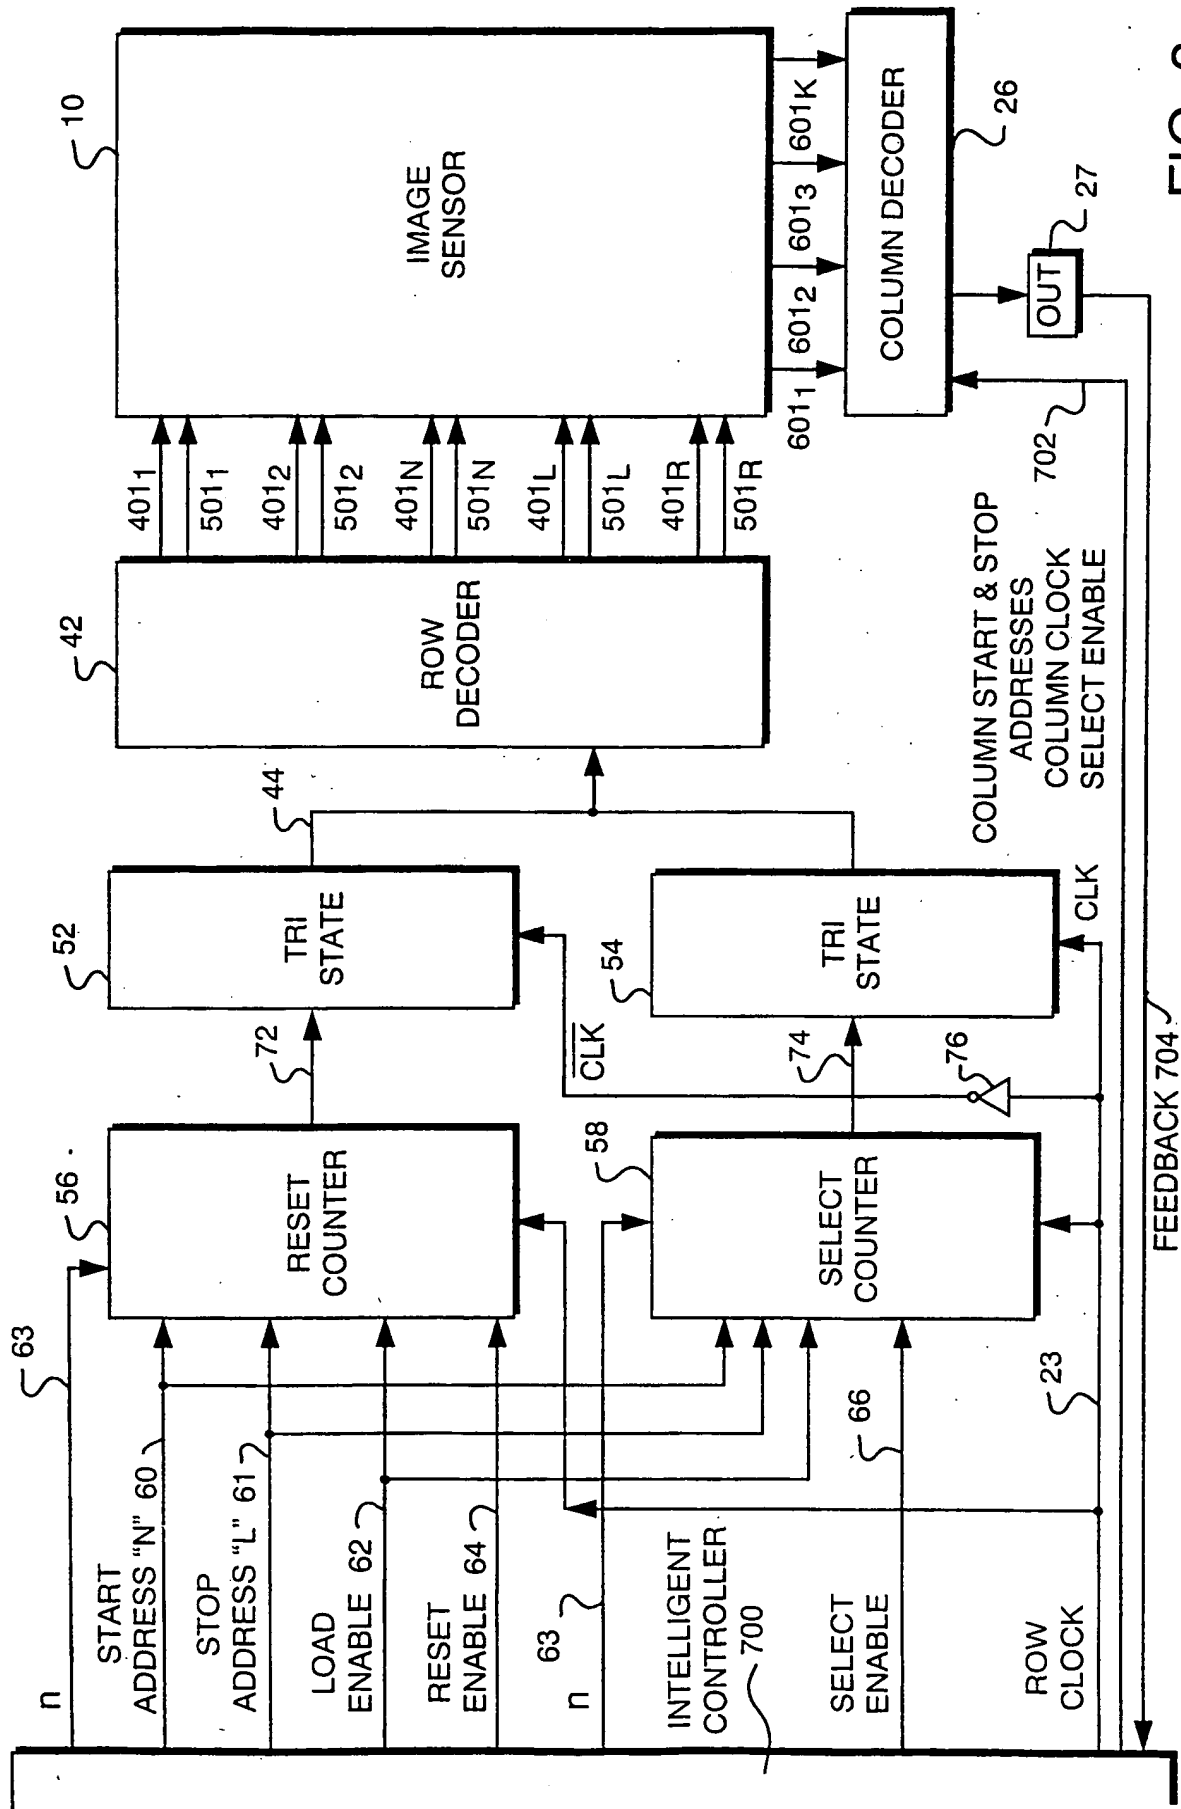 n
63
START
ADDRESS "N" 60
STOP
ADDRESS "L" 61
LOAD
ENABLE 62
RESET
ENABLE 64
63
n
INTELLIGENT
CONTROLLER
700
SELECT
ENABLE
66
ROW
CLOCK
23
56
RESET
COUNTER
72
58
SELECT
COUNTER
74
76
CLK
52
TRI
STATE
54
TRI
STATE
CLK
44
42
ROW
DECODER
401₁
501₁
401₂
501₂
401N
501N
401L
501L
401R
501R
10
IMAGE
SENSOR
601₁
601₂
601₃
601K
COLUMN DECODER
26
OUT
27
COLUMN START & STOP
ADDRESSES
COLUMN CLOCK
SELECT ENABLE
702
FEEDBACK 704
FIG.